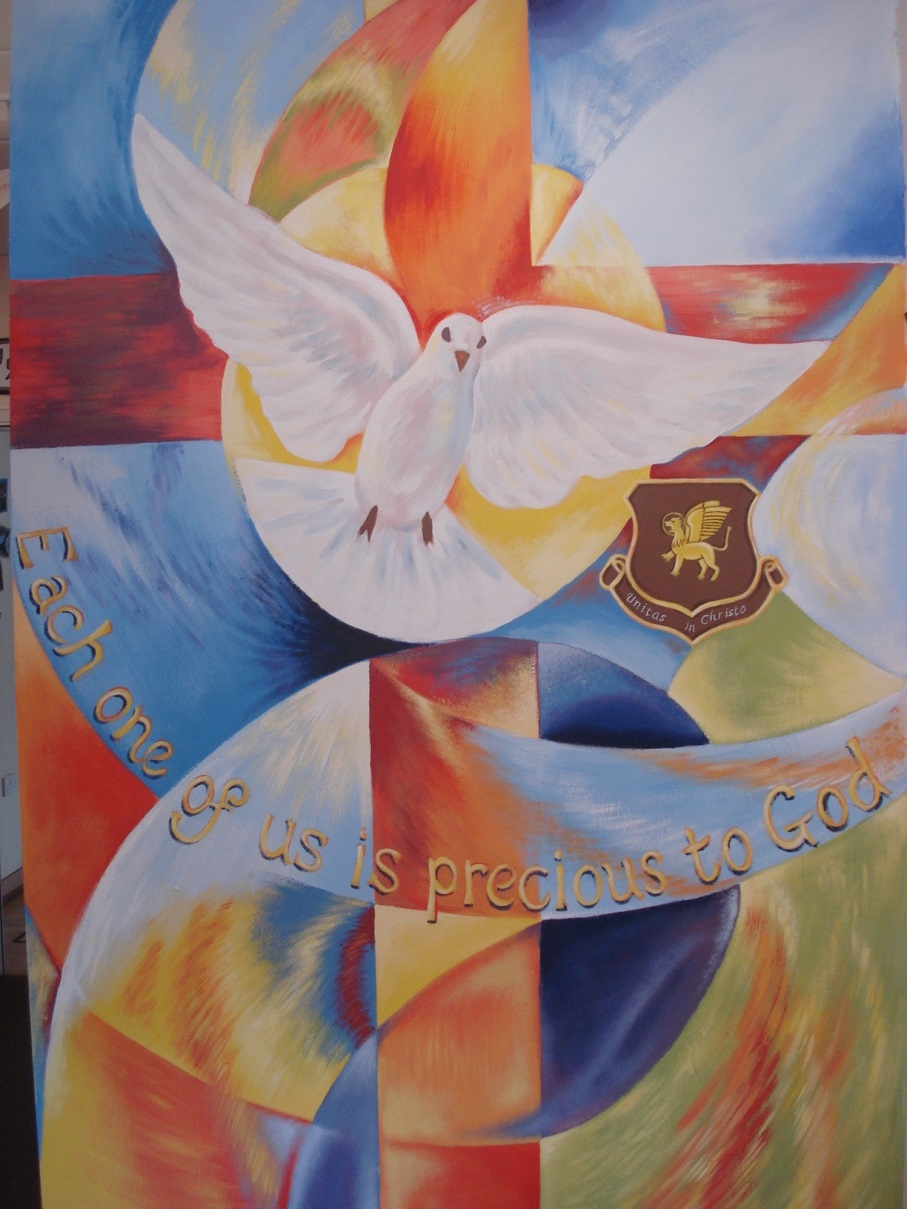 Unitas in Christo
Each one of us is precious to God